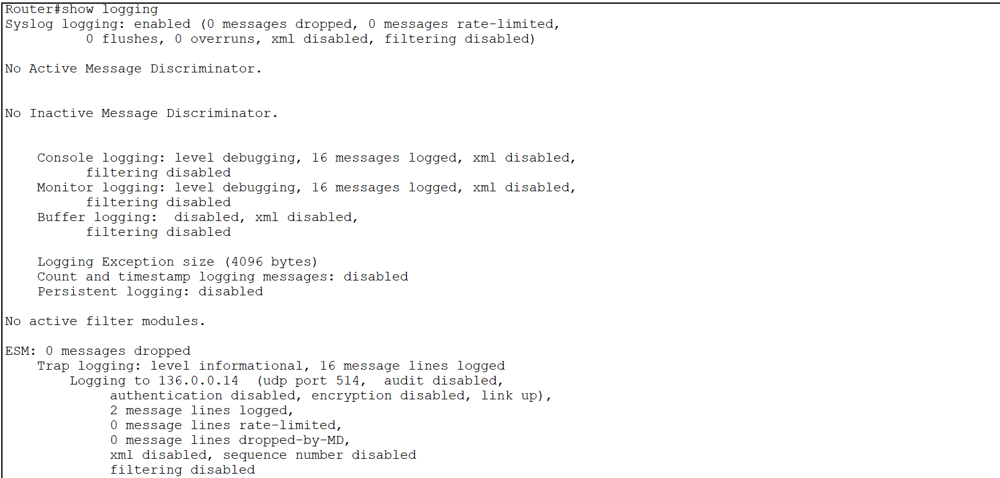 Router#show logging
Syslog logging: enabled (0 messages dropped, 0 messages rate-limited,
0 flushes, 0 overruns, xml disabled, filtering disabled)
No Active Message Discriminator.
No Inactive Message Discriminator.
Console logging: level debugging, 16 messages logged, xml disabled,
filtering disabled
Monitor logging: level debugging, 16 messages logged, xml disabled,
filtering disabled
Buffer logging:  disabled, xml disabled,
filtering disabled
Logging Exception size (4096 bytes)
Count and timestamp logging messages: disabled
Persistent logging: disabled
No active filter modules.
ESM: 0 messages dropped
Trap logging: level informational, 16 message lines logged
Logging to 136.0.0.14  (udp port 514,  audit disabled,
authentication disabled, encryption disabled, link up),
2 message lines logged,
0 message lines rate-limited,
0 message lines dropped-by-MD,
xml disabled, sequence number disabled
filtering disabled